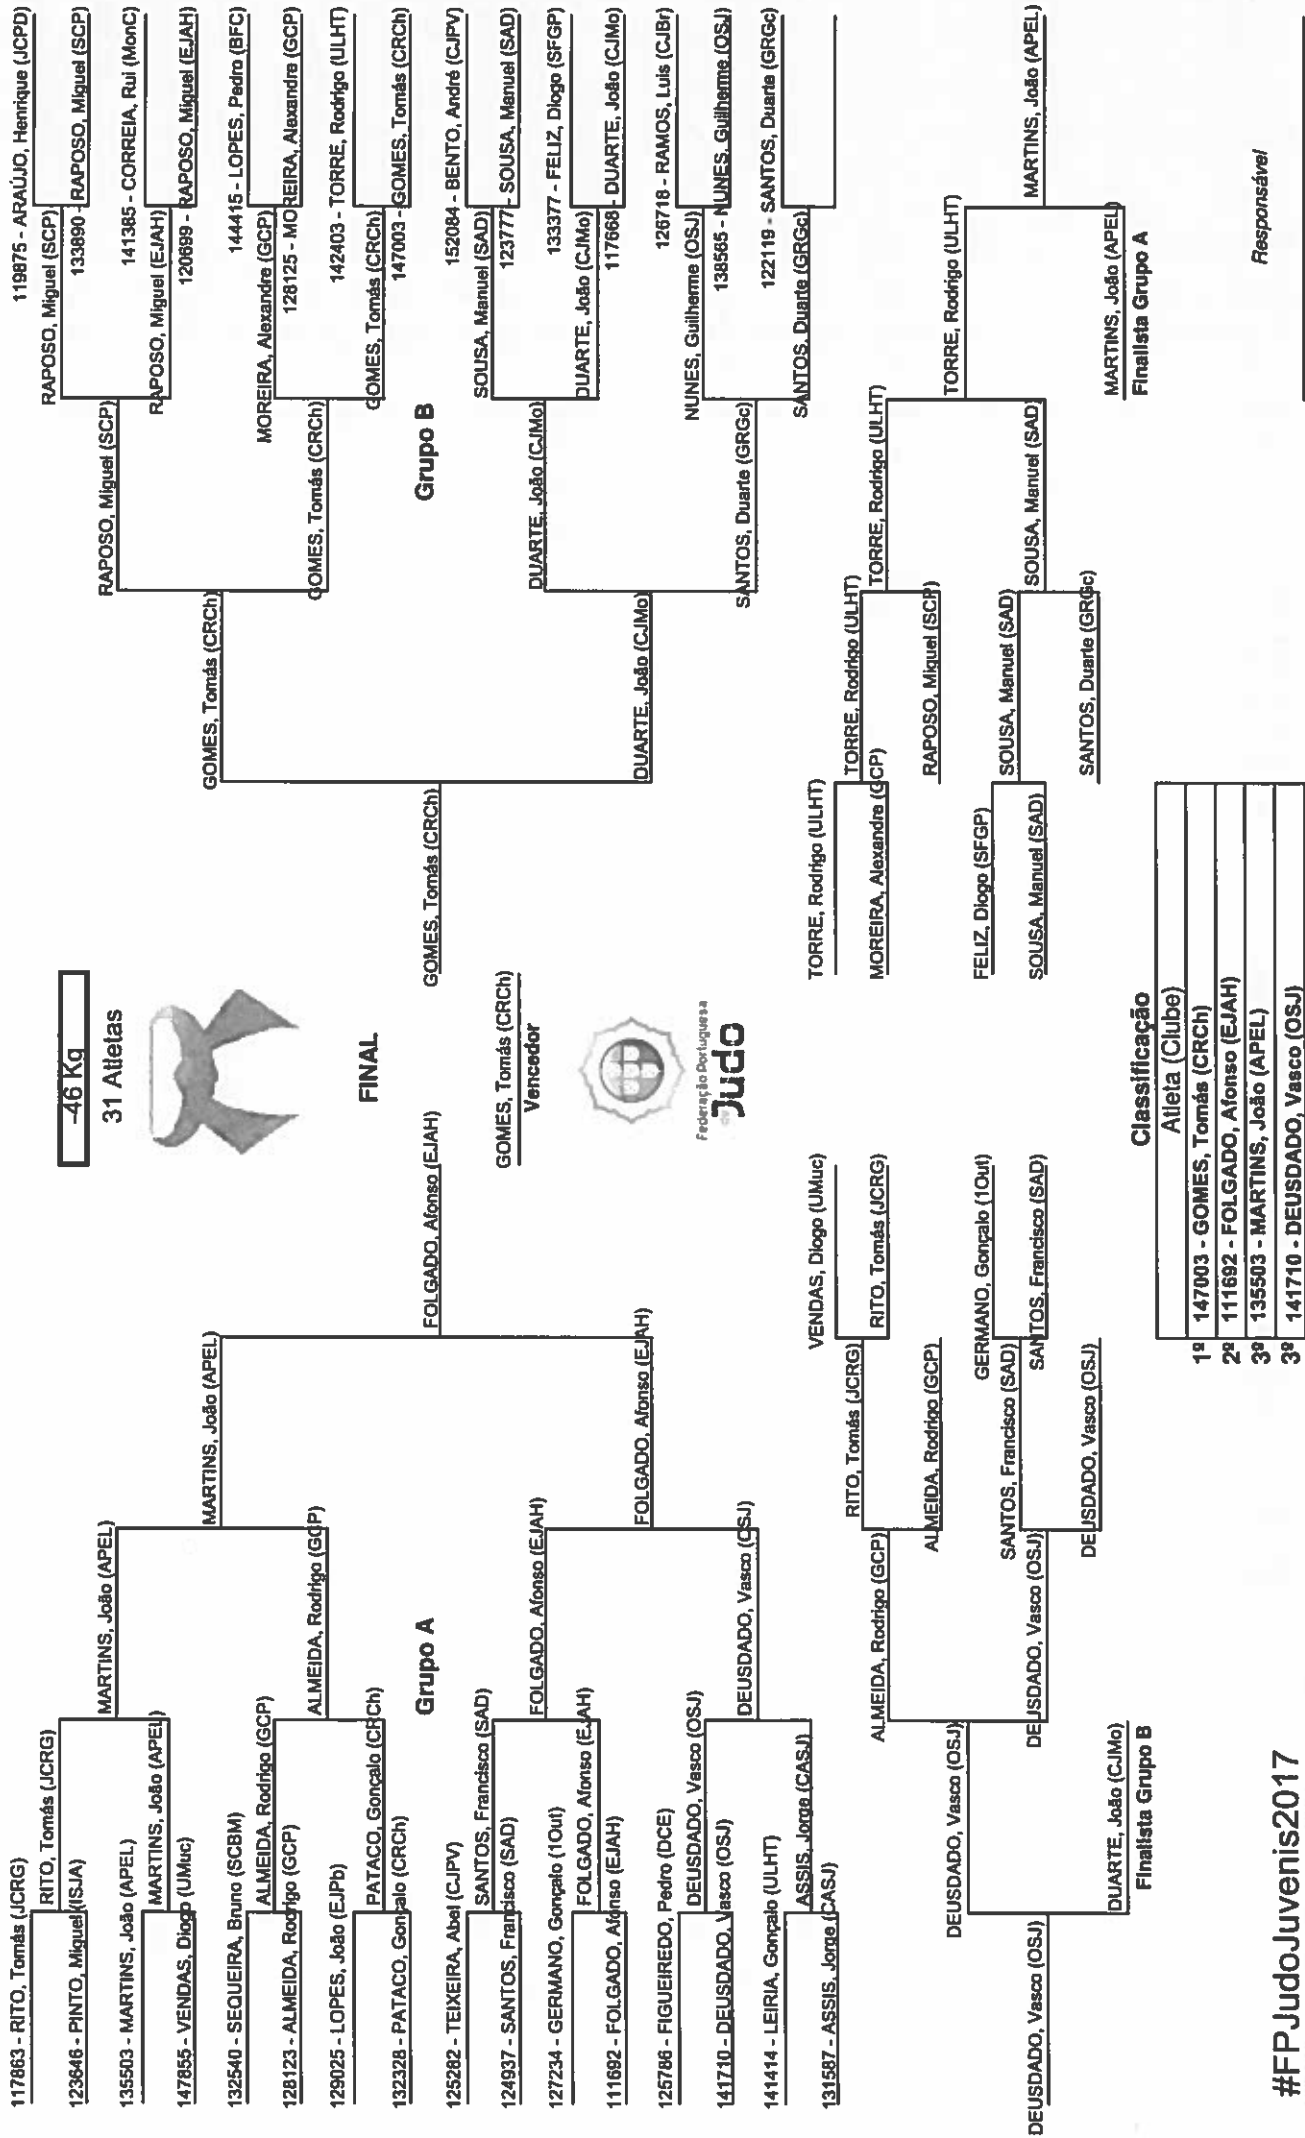 -46 Kg
31 Atletas
FINAL
GOMES, Tomás (CRCh)
Vencedor
Federação Portuguesa
de Judo
117863 - RITO, Tomás (JCRG)
RITO, Tomás (JCRG)
123646 - PINTO, Miguel (ISJA)
MARTINS, João (APEL)
135503 - MARTINS, João (APEL)
MARTINS, João (APEL)
147855 - VENDAS, Diogo (UMuc)
MARTINS, João (APEL)
132540 - SEQUEIRA, Bruno (SCBM)
ALMEIDA, Rodrigo (GCP)
128123 - ALMEIDA, Rodrigo (GCP)
ALMEIDA, Rodrigo (GCP)
129025 - LOPES, João (EJPb)
PATACO, Gonçalo (CRCh)
132328 - PATACO, Gonçalo (CRCh)
Grupo A
FOLGADO, Afonso (EJAH)
125282 - TEIXEIRA, Abel (CJPV)
SANTOS, Francisco (SAD)
124937 - SANTOS, Francisco (SAD)
FOLGADO, Afonso (EJAH)
127234 - GERMANO, Gonçalo (1Out)
FOLGADO, Afonso (EJAH)
111692 - FOLGADO, Afonso (EJAH)
FOLGADO, Afonso (EJAH)
125786 - FIGUEIREDO, Pedro (DCE)
DEUSDADO, Vasco (OSJ)
141710 - DEUSDADO, Vasco (OSJ)
DEUSDADO, Vasco (OSJ)
141414 - LEIRIA, Gonçalo (ULHT)
ASSIS, Jorge (CASJ)
131587 - ASSIS, Jorge (CASJ)
119875 - ARAÚJO, Henrique (JCPD)
RAPOSO, Miguel (SCP)
133890 - RAPOSO, Miguel (SCP)
RAPOSO, Miguel (SCP)
141385 - CORREIA, Rui (MonC)
RAPOSO, Miguel (EJAH)
120699 - RAPOSO, Miguel (EJAH)
GOMES, Tomás (CRCh)
144415 - LOPES, Pedro (BFC)
MOREIRA, Alexandre (GCP)
128125 - MOREIRA, Alexandre (GCP)
GOMES, Tomás (CRCh)
142403 - TORRE, Rodrigo (ULHT)
GOMES, Tomás (CRCh)
147003 - GOMES, Tomás (CRCh)
Grupo B
GOMES, Tomás (CRCh)
152084 - BENTO, André (CJPV)
SOUSA, Manuel (SAD)
123777 - SOUSA, Manuel (SAD)
DUARTE, João (CJMo)
133377 - FELIZ, Diogo (SFGP)
DUARTE, João (CJMo)
117668 - DUARTE, João (CJMo)
DUARTE, João (CJMo)
126718 - RAMOS, Luis (CJBr)
NUNES, Guilherme (OSJ)
138565 - NUNES, Guilherme (OSJ)
SANTOS, Duarte (GRGc)
122119 - SANTOS, Duarte (GRGc)
SANTOS, Duarte (GRGc)
VENDAS, Diogo (UMuc)
RITO, Tomás (JCRG)
RITO, Tomás (JCRG)
ALMEIDA, Rodrigo (GCP)
ALMEIDA, Rodrigo (GCP)
GERMANO, Gonçalo (1Out)
SANTOS, Francisco (SAD)
SANTOS, Francisco (SAD)
DEUSDADO, Vasco (OSJ)
DEUSDADO, Vasco (OSJ)
DEUSDADO, Vasco (OSJ)
DUARTE, João (CJMo)
Finalista Grupo B
DEUSDADO, Vasco (OSJ)
TORRE, Rodrigo (ULHT)
TORRE, Rodrigo (ULHT)
MOREIRA, Alexandre (GCP)
TORRE, Rodrigo (ULHT)
RAPOSO, Miguel (SCP)
TORRE, Rodrigo (ULHT)
FELIZ, Diogo (SFGP)
SOUSA, Manuel (SAD)
SOUSA, Manuel (SAD)
SOUSA, Manuel (SAD)
SANTOS, Duarte (GRGc)
MARTINS, João (APEL)
MARTINS, João (APEL)
Finalista Grupo A
Classificação
Atleta (Clube)
1º 147003 - GOMES, Tomás (CRCh)
2º 111692 - FOLGADO, Afonso (EJAH)
3º 135503 - MARTINS, João (APEL)
3º 141710 - DEUSDADO, Vasco (OSJ)
#FPJudoJuvenis2017
Responsável